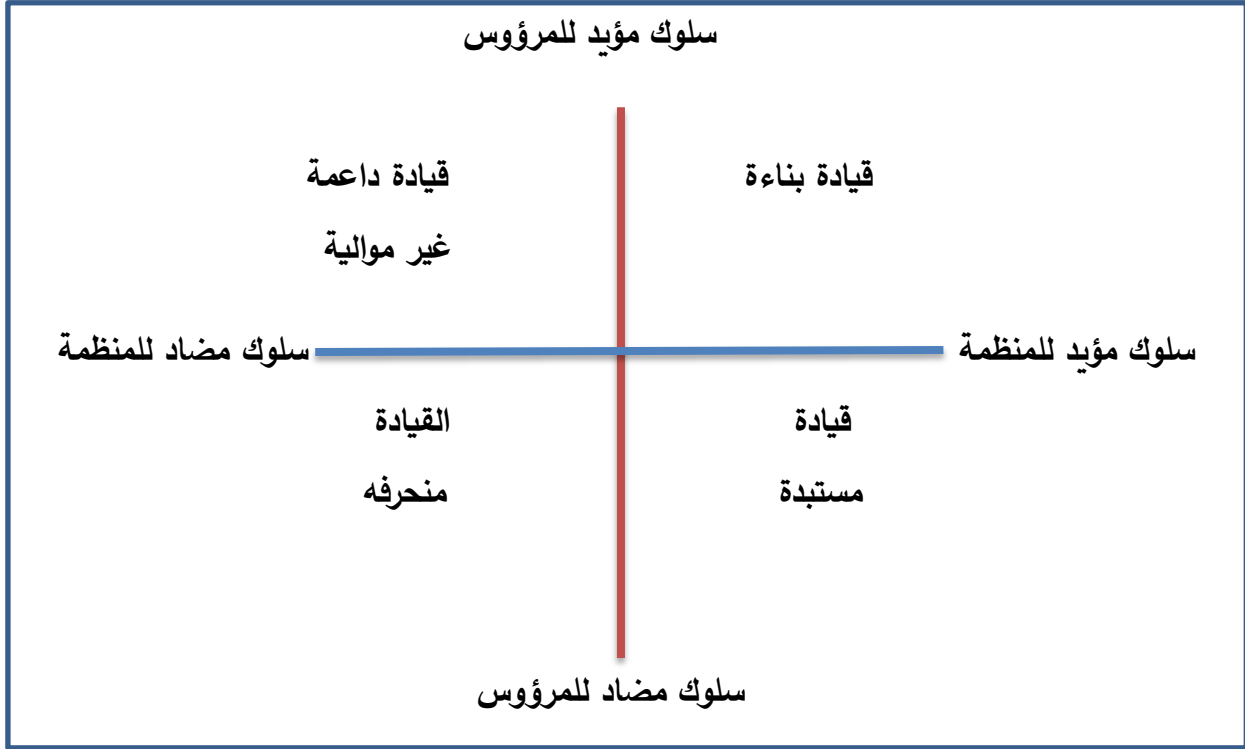 سلوك مؤيد للمرؤوس
قيادة بناءة
قيادة داعمة
غير موالية
سلوك مؤيد للمنظمة
سلوك مضاد للمنظمة
قيادة
مستبدة
القيادة
منحرفه
سلوك مضاد للمرؤوس